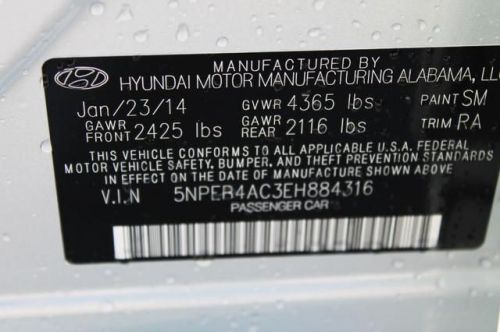 MANUFACTURED BY
HYUNDAI MOTOR MANUFACTURING ALABAMA, LL
Jan/23/14 GVWR 4365 lbs PAINT SM
GAWR FRONT 2425 lbs GAWR REAR 2116 lbs TRIM RA
THIS VEHICLE CONFORMS TO ALL APPLICABLE U.S.A. FEDERAL
MOTOR VEHICLE SAFETY, BUMPER, AND THEFT PREVENTION STANDARDS
IN EFFECT ON THE DATE OF MANUFACTURE SHOWN ABOVE
V.I.N 5NPER4AC3EH884316
PASSENGER CAR